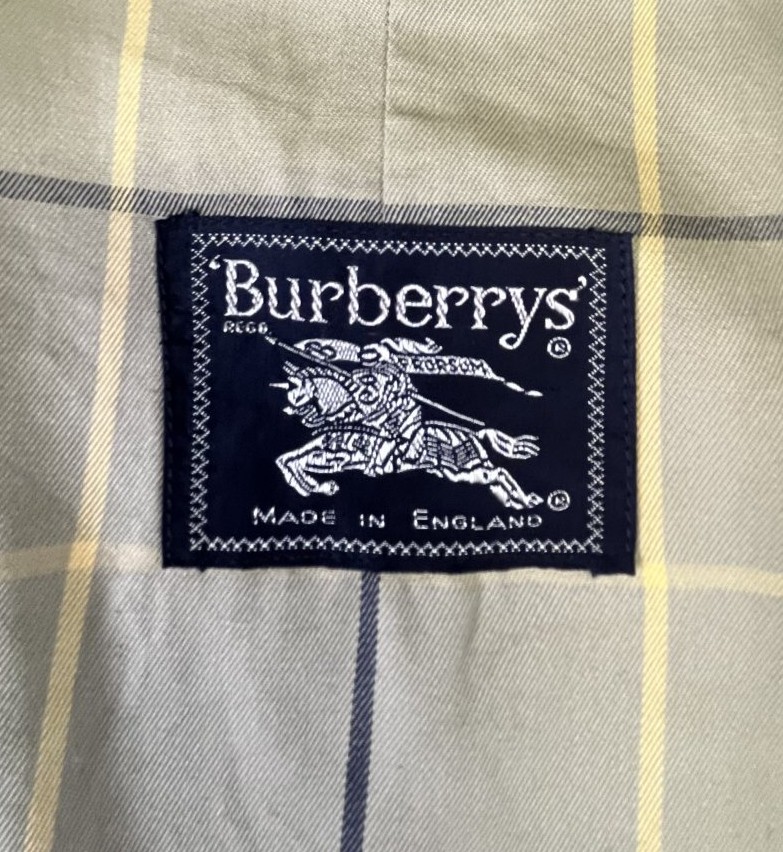 'Burberrys'
REGD. ®
PRORSUM
®
MADE IN ENGLAND